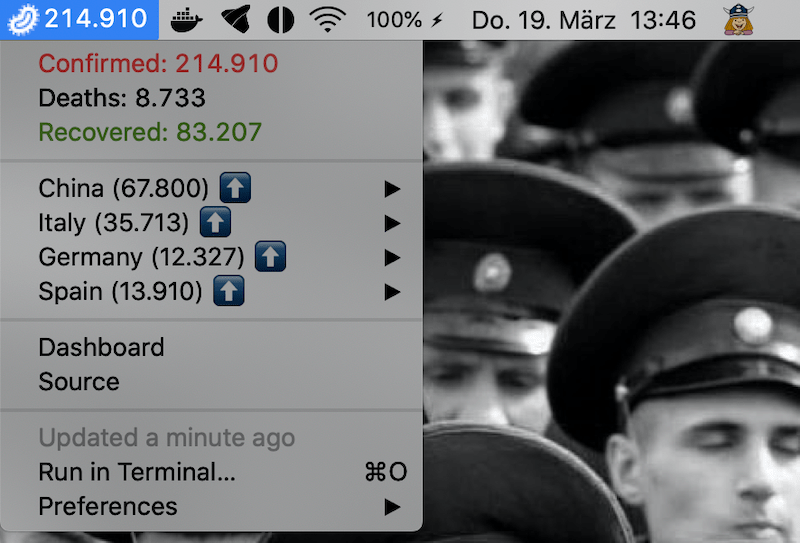 214.910 100% Do. 19. März 13:46
Confirmed: 214.910
Deaths: 8.733
Recovered: 83.207
China (67.800) ⬆️ ▶
Italy (35.713) ⬆️ ▶
Germany (12.327) ⬆️ ▶
Spain (13.910) ⬆️ ▶
Dashboard
Source
Updated a minute ago
Run in Terminal... ⌘O
Preferences ▶